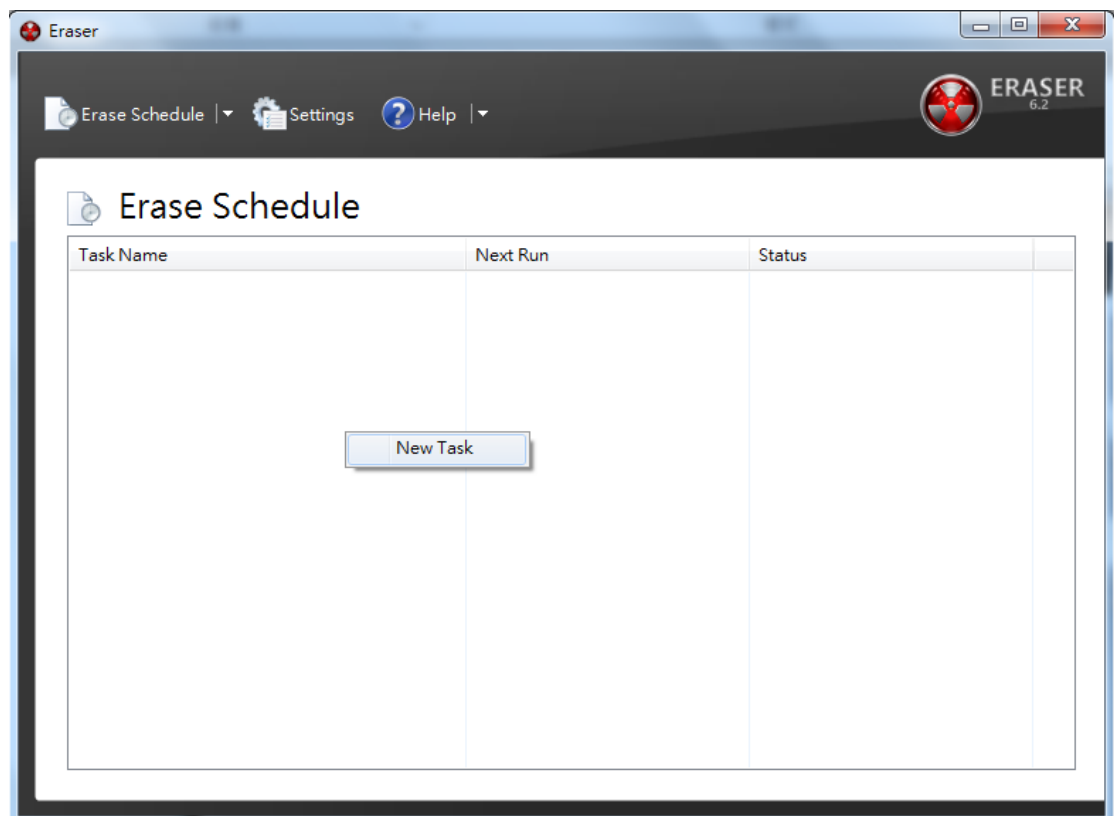 Eraser
Erase Schedule
Settings
Help
ERASER
6.2
Erase Schedule
Task Name
Next Run
Status
New Task